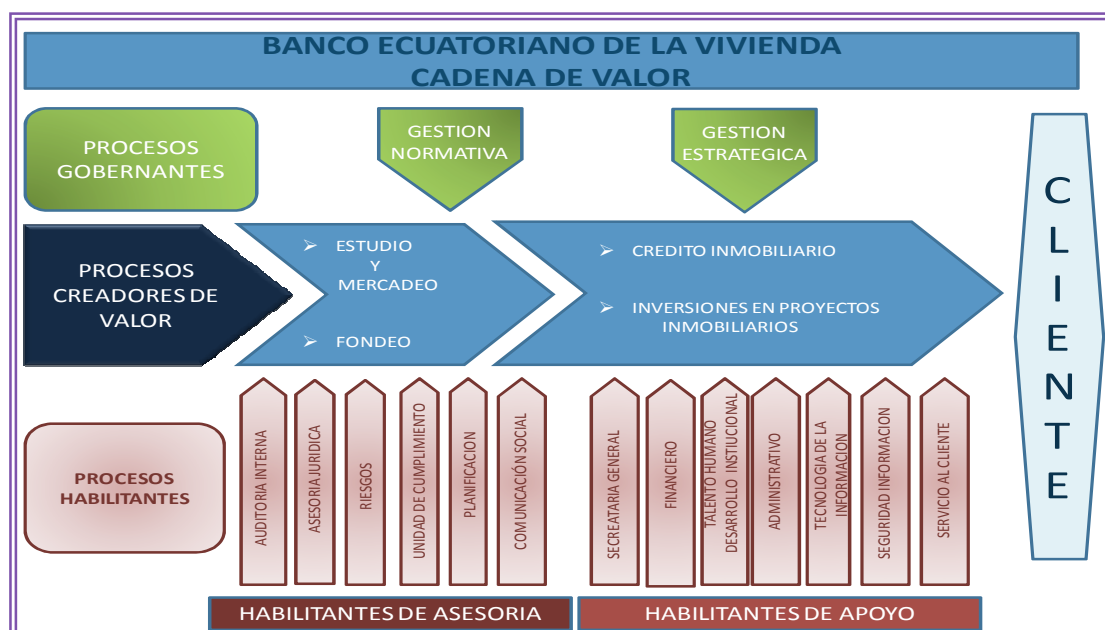 BANCO ECUATORIANO DE LA VIVIENDA
CADENA DE VALOR
PROCESOS
GOBERNANTES
GESTION
NORMATIVA
GESTION
ESTRATEGICA
PROCESOS
CREADORES DE
VALOR
➢ ESTUDIO
Y
MERCADEO
➢ FONDEO
➢ CREDITO INMOBILIARIO
➢ INVERSIONES EN PROYECTOS
INMOBILIARIOS
CLIENTE
PROCESOS
HABILITANTES
AUDITORIA INTERNA
ASESORIA JURIDICA
RIESGOS
UNIDAD DE CUMPLIMIENTO
PLANIFICACION
COMUNICACIÓN SOCIAL
SECREATARIA GENERAL
FINANCIERO
TALENTO HUMANO
DESARROLLO INSTIUCIONAL
ADMINISTRATIVO
TECNOLOGIA DE LA
INFORMACION
SEGURIDAD INFORMACION
SERVICIO AL CLIENTE
HABILITANTES DE ASESORIA
HABILITANTES DE APOYO